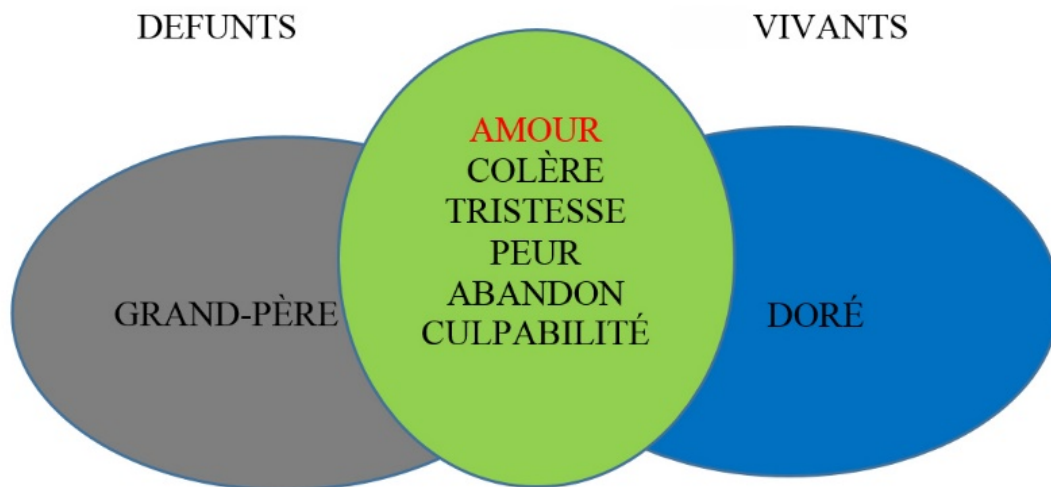 DEFUNTS
VIVANTS
AMOUR
COLÈRE
TRISTESSE
PEUR
ABANDON
CULPABILITÉ
GRAND-PÈRE
DORÉ